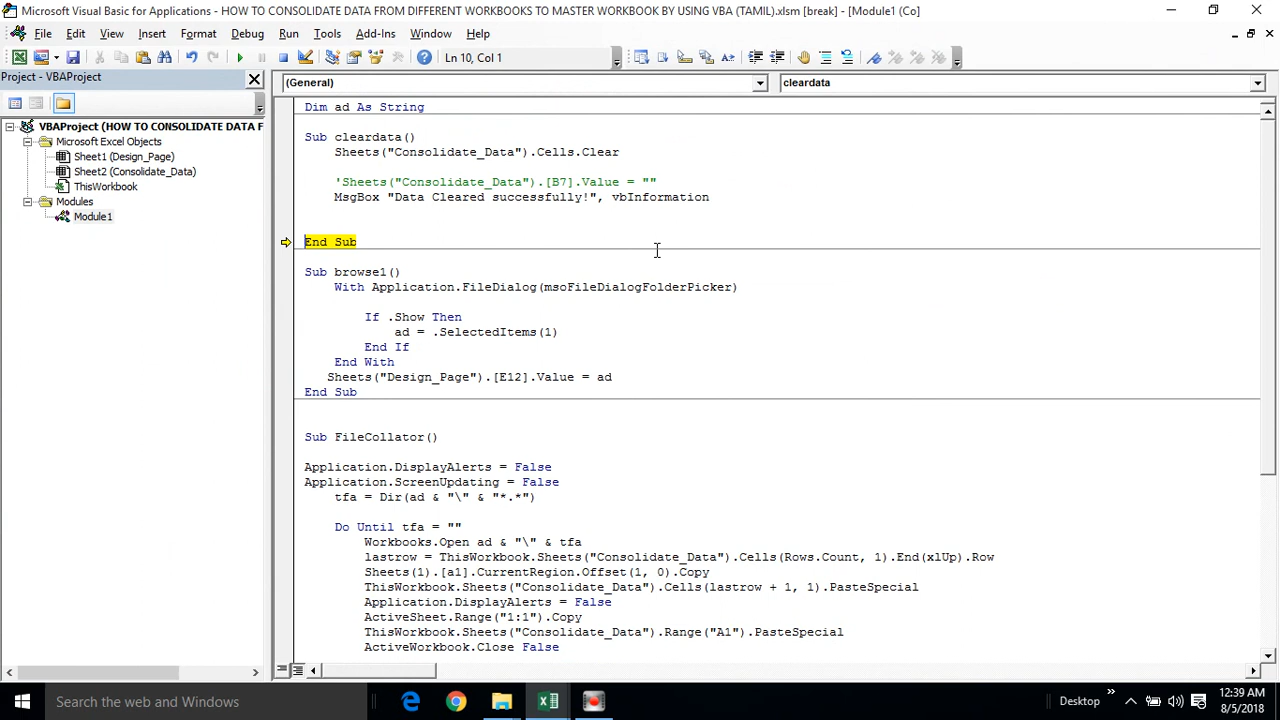 Microsoft Visual Basic for Applications - HOW TO CONSOLIDATE DATA FROM DIFFERENT WORKBOOKS TO MASTER WORKBOOK BY USING VBA (TAMIL).xlsm [break] - [Module1 (Co]
File Edit View Insert Format Debug Run Tools Add-Ins Window Help
Ln 10, Col 1
Project - VBAProject
(General)
cleardata
VBAProject (HOW TO CONSOLIDATE DATA F
Microsoft Excel Objects
Sheet1 (Design_Page)
Sheet2 (Consolidate_Data)
ThisWorkbook
Modules
Module1
Dim ad As String
Sub cleardata()
Sheets("Consolidate_Data").Cells.Clear
'Sheets("Consolidate_Data").[B7].Value = ""
MsgBox "Data Cleared successfully!", vbInformation
End Sub
Sub browse1()
With Application.FileDialog(msoFileDialogFolderPicker)
If .Show Then
ad = .SelectedItems(1)
End If
End With
Sheets("Design_Page").[E12].Value = ad
End Sub
Sub FileCollator()
Application.DisplayAlerts = False
Application.ScreenUpdating = False
tfa = Dir(ad & "\" & "*.*")
Do Until tfa = ""
Workbooks.Open ad & "\" & tfa
lastrow = ThisWorkbook.Sheets("Consolidate_Data").Cells(Rows.Count, 1).End(xlUp).Row
Sheets(1).[a1].CurrentRegion.Offset(1, 0).Copy
ThisWorkbook.Sheets("Consolidate_Data").Cells(lastrow + 1, 1).PasteSpecial
Application.DisplayAlerts = False
ActiveSheet.Range("1:1").Copy
ThisWorkbook.Sheets("Consolidate_Data").Range("A1").PasteSpecial
ActiveWorkbook.Close False
Search the web and Windows
Desktop
12:39 AM
8/5/2018